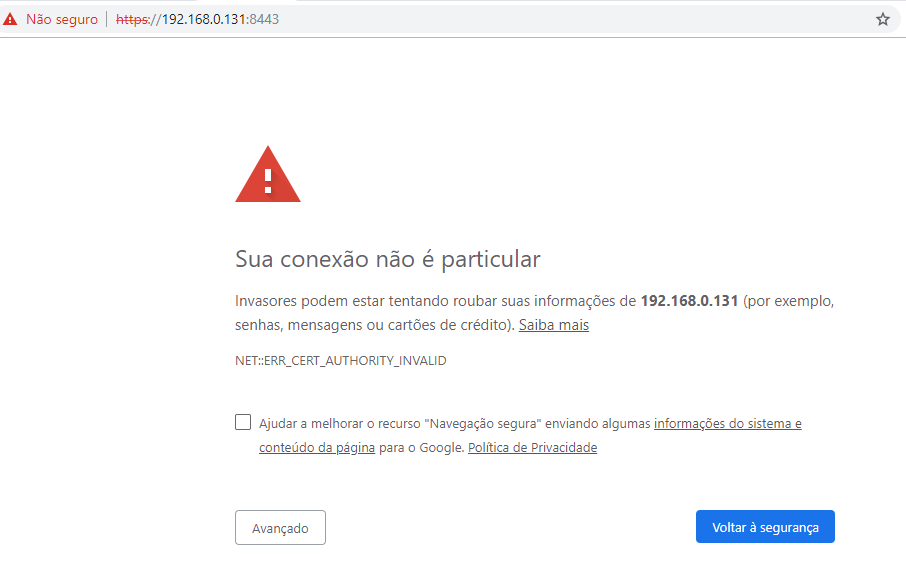 Não seguro | https://192.168.0.131:8443
Sua conexão não é particular
Invasores podem estar tentando roubar suas informações de 192.168.0.131 (por exemplo,
senhas, mensagens ou cartões de crédito). Saiba mais
NET::ERR_CERT_AUTHORITY_INVALID
Ajudar a melhorar o recurso "Navegação segura" enviando algumas informações do sistema e
conteúdo da página para o Google. Política de Privacidade
Avançado
Voltar à segurança